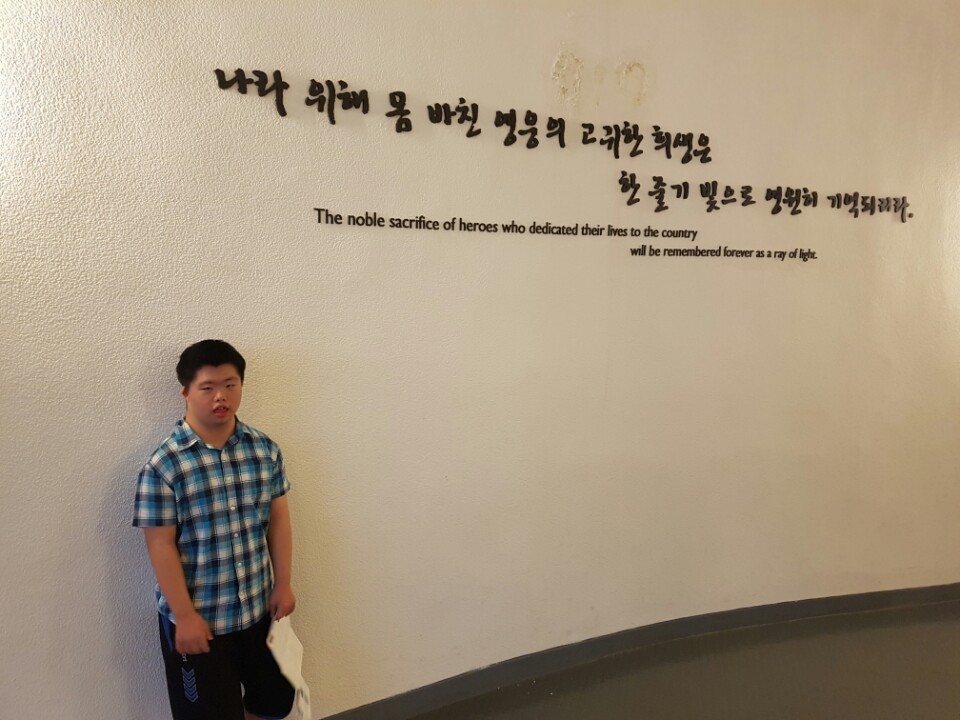 나라 위해 몸 바친 영웅의 고귀한 희생은
한 줄기 빛으로 영원히 기억되리라.
The noble sacrifice of heroes who dedicated their lives to the country
will be remembered forever as a ray of light.